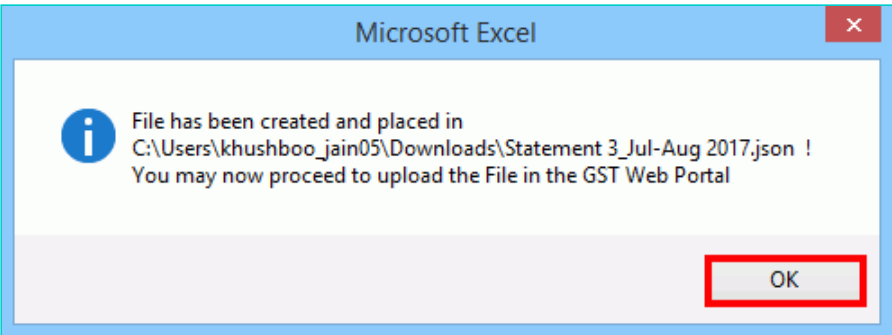 Microsoft Excel
File has been created and placed in
C:\Users\khushboo_jain05\Downloads\Statement 3_Jul-Aug 2017.json !
You may now proceed to upload the File in the GST Web Portal
OK